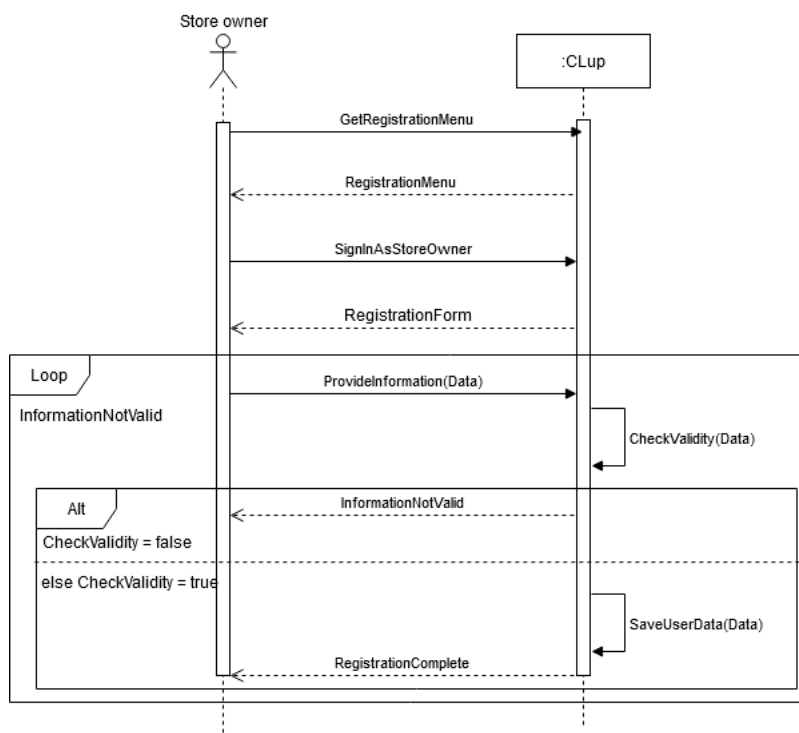 Store owner
:CLup
GetRegistrationMenu
RegistrationMenu
SignInAsStoreOwner
RegistrationForm
Loop
ProvideInformation(Data)
InformationNotValid
CheckValidity(Data)
Alt
InformationNotValid
CheckValidity = false
else CheckValidity = true
SaveUserData(Data)
RegistrationComplete